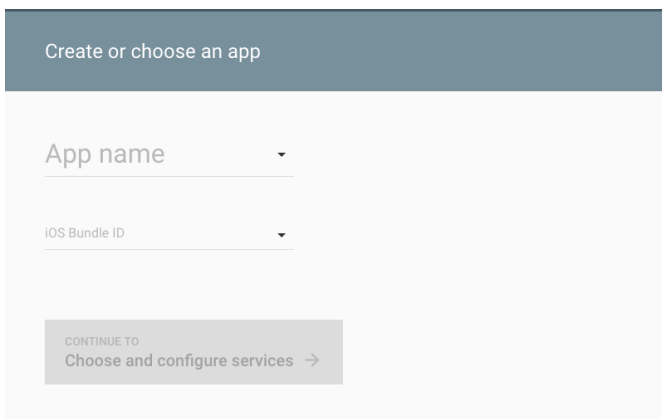 Create or choose an app
App name
iOS Bundle ID
CONTINUE TO
Choose and configure services